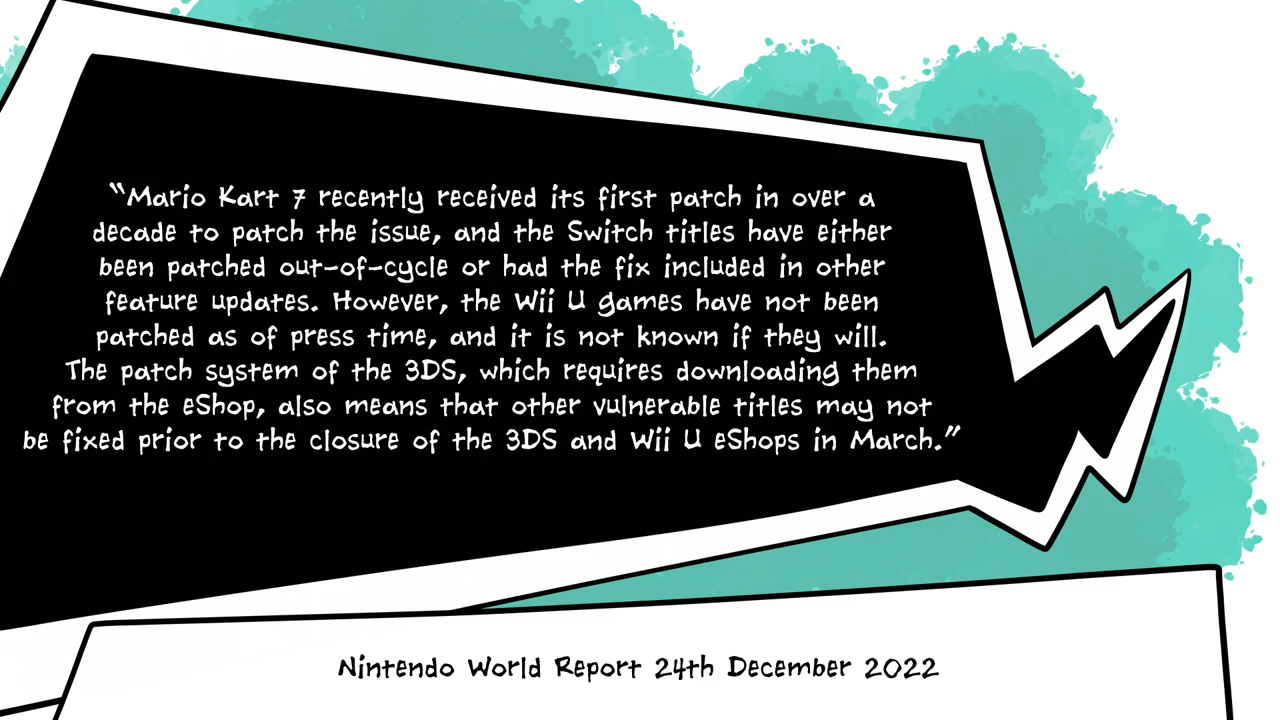 “Mario Kart 7 recently received its first patch in over a
decade to patch the issue, and the Switch titles have either
been patched out-of-cycle or had the fix included in other
feature updates. However, the Wii U games have not been
patched as of press time, and it is not known if they will.
The patch system of the 3DS, which requires downloading them
from the eShop, also means that other vulnerable titles may not
be fixed prior to the closure of the 3DS and Wii U eShops in March.”
Nintendo World Report 24th December 2022